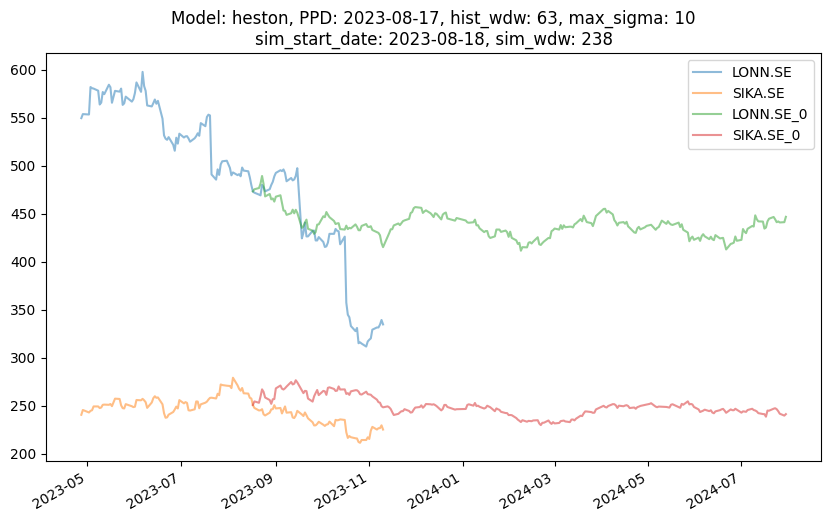 Model: heston, PPD: 2023-08-17, hist_wdw: 63, max_sigma: 10
sim_start_date: 2023-08-18, sim_wdw: 238
LONN.SE
SIKA.SE
LONN.SE_0
SIKA.SE_0
600
550
500
450
400
350
300
250
200
2023-05
2023-07
2023-09
2023-11
2024-01
2024-03
2024-05
2024-07